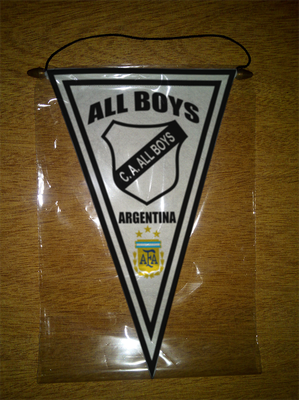 ALL BOYS
C. A. ALL BOYS
ARGENTINA
AFA